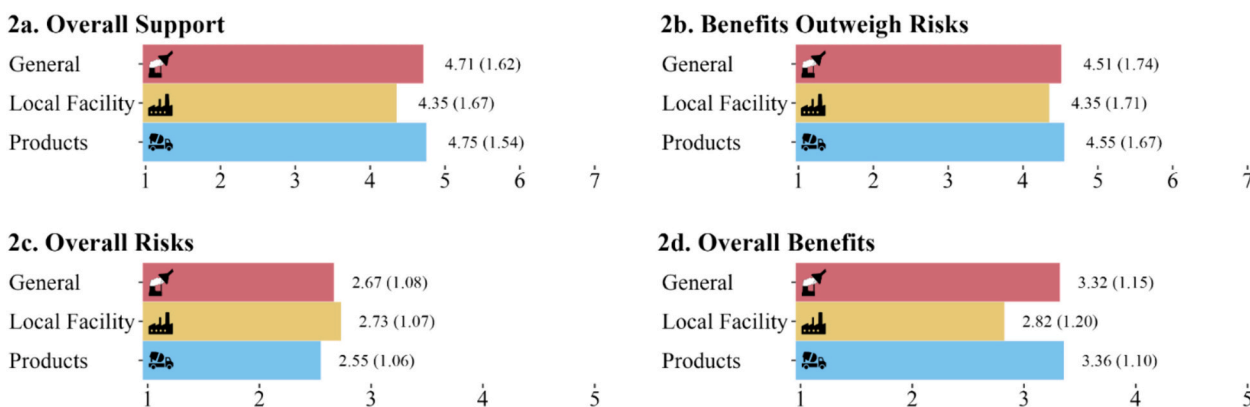 2a. Overall Support
General 4.71 (1.62)
Local Facility 4.35 (1.67)
Products 4.75 (1.54)
1 2 3 4 5 6 7
2b. Benefits Outweigh Risks
General 4.51 (1.74)
Local Facility 4.35 (1.71)
Products 4.55 (1.67)
1 2 3 4 5 6 7
2c. Overall Risks
General 2.67 (1.08)
Local Facility 2.73 (1.07)
Products 2.55 (1.06)
1 2 3 4 5
2d. Overall Benefits
General 3.32 (1.15)
Local Facility 2.82 (1.20)
Products 3.36 (1.10)
1 2 3 4 5